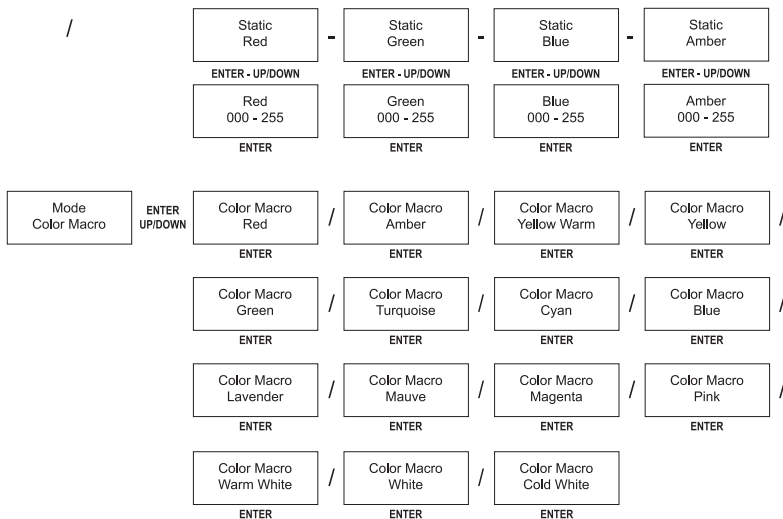 /
Static
Red
-
Static
Green
-
Static
Blue
-
Static
Amber
ENTER - UP/DOWN
ENTER - UP/DOWN
ENTER - UP/DOWN
ENTER - UP/DOWN
Red
000 - 255
Green
000 - 255
Blue
000 - 255
Amber
000 - 255
ENTER
ENTER
ENTER
ENTER
Mode
Color Macro
ENTER
UP/DOWN
Color Macro
Red
/
Color Macro
Amber
/
Color Macro
Yellow Warm
/
Color Macro
Yellow
/
ENTER
ENTER
ENTER
ENTER
Color Macro
Green
/
Color Macro
Turquoise
/
Color Macro
Cyan
/
Color Macro
Blue
/
ENTER
ENTER
ENTER
ENTER
Color Macro
Lavender
/
Color Macro
Mauve
/
Color Macro
Magenta
/
Color Macro
Pink
/
ENTER
ENTER
ENTER
ENTER
Color Macro
Warm White
/
Color Macro
White
/
Color Macro
Cold White
ENTER
ENTER
ENTER